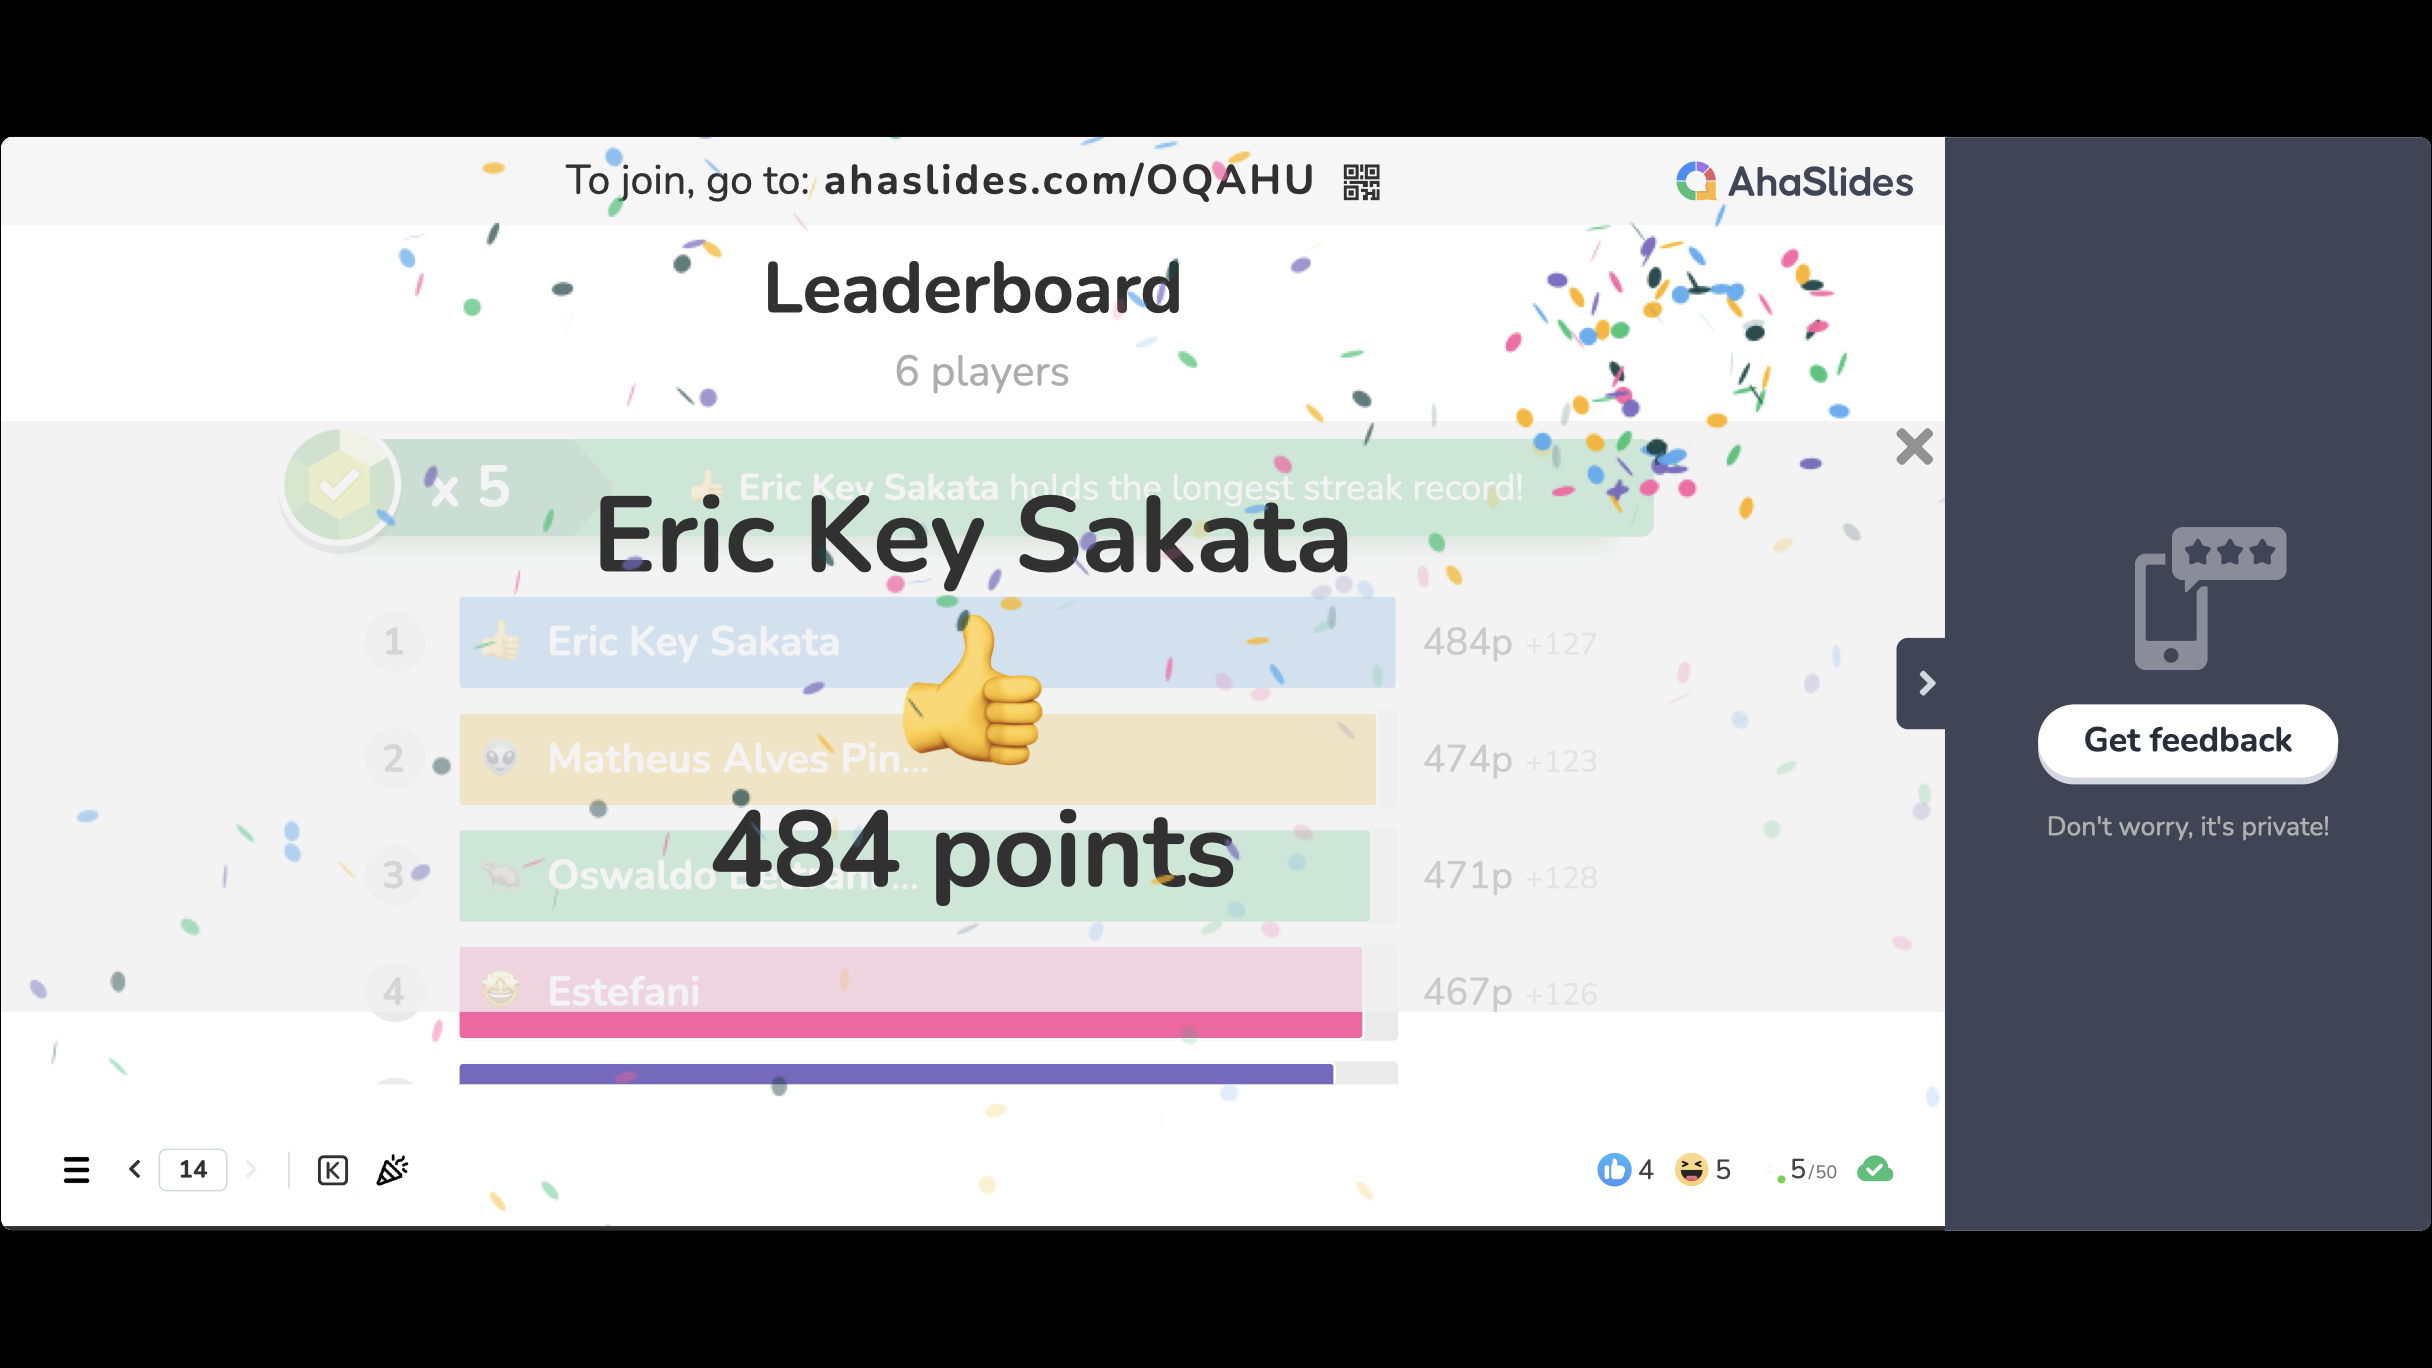 To join, go to: ahaslides.com/OQAHU
AhaSlides
Leaderboard
6 players
x 5
Eric Key Sakata holds the longest streak record!
Eric Key Sakata
484 points
1 Eric Key Sakata 484p +127
2 Matheus Alves Pin... 474p +123
3 Oswaldo ... 471p +128
4 Estefani 467p +126
Get feedback
Don't worry, it's private!
14
K
4
5
5/50